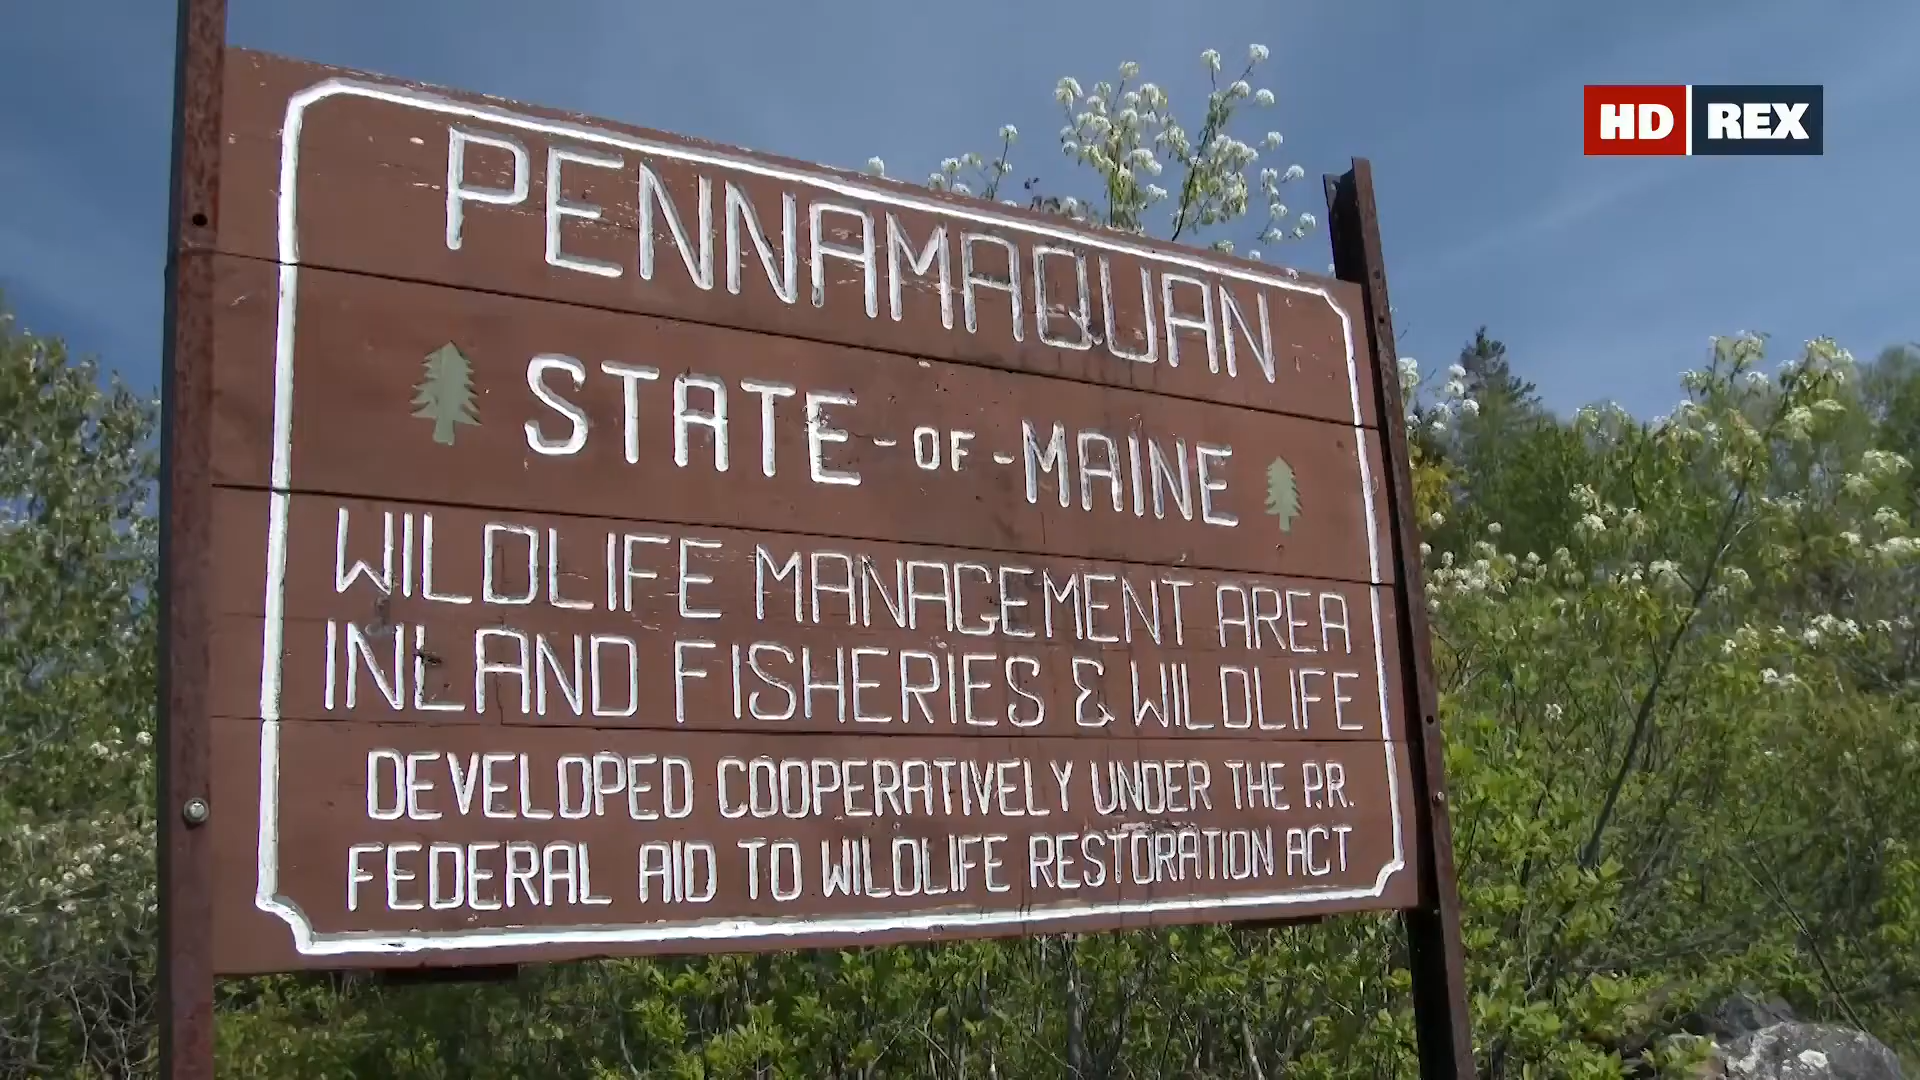 HD REX
PENNAMAQUAN
STATE-OF-MAINE
WILDLIFE MANAGEMENT AREA
INLAND FISHERIES & WILDLIFE
DEVELOPED COOPERATIVELY UNDER THE P.R.
FEDERAL AID TO WILDLIFE RESTORATION ACT